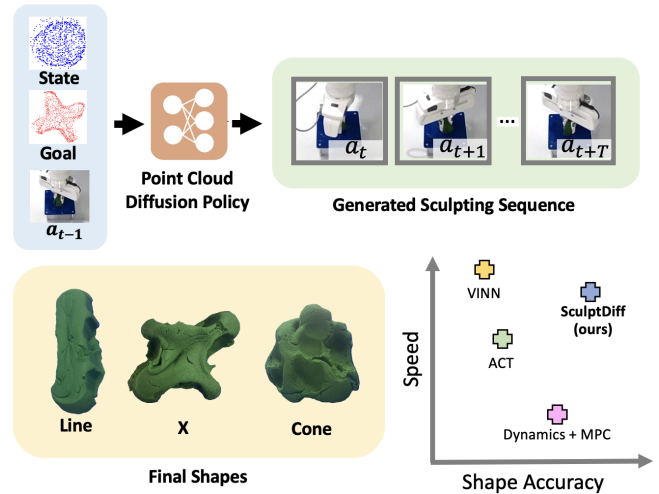 State
Goal
a_{t-1}
Point Cloud
Diffusion Policy
a_t
a_{t+1}
...
a_{t+T}
Generated Sculpting Sequence
Line
X
Cone
Final Shapes
Speed
VINN
SculptDiff
(ours)
ACT
Dynamics + MPC
Shape Accuracy